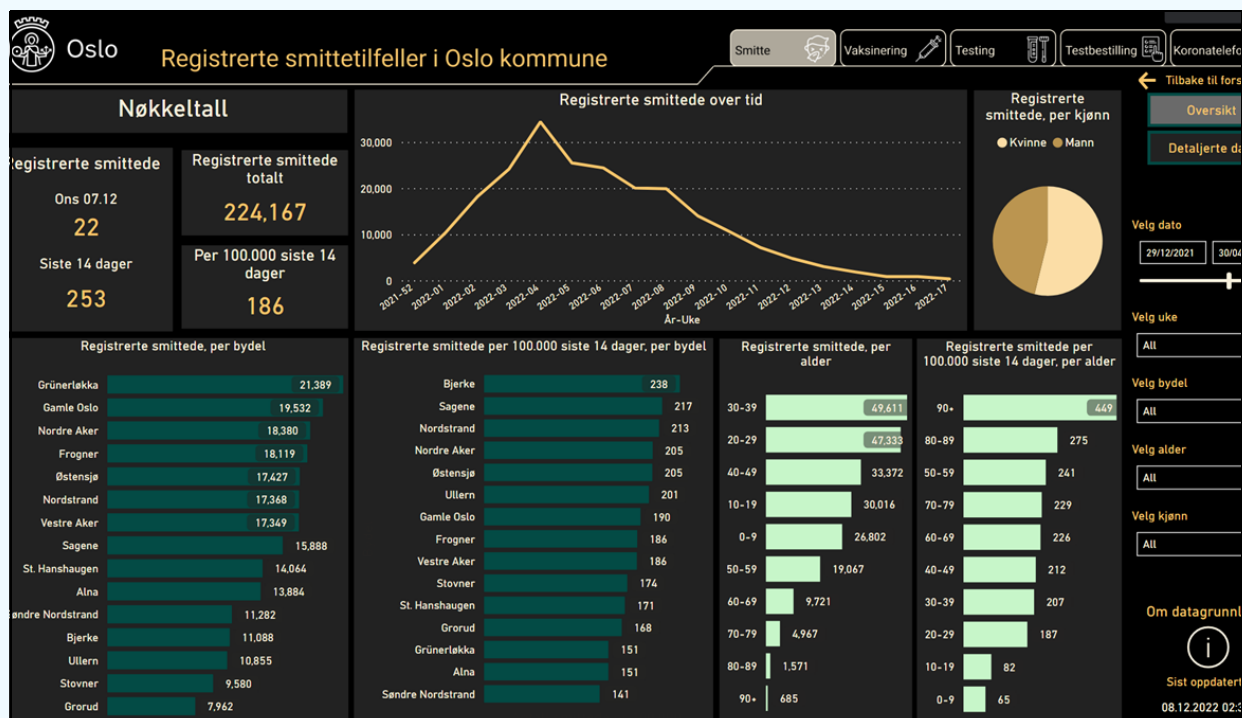 Oslo
Registrerte smittetilfeller i Oslo kommune
Smitte
Vaksinering
Testing
Testbestilling
Koronatelefo
Tilbake til fors
Oversikt
Detaljerte da
Nøkkeltall
Registrerte smittede
Ons 07.12
22
Siste 14 dager
253
Registrerte smittede
totalt
224,167
Per 100.000 siste 14
dager
186
Registrerte smittede over tid
30,000
20,000
10,000
0
2021-52
2022-01
2022-02
2022-03
2022-04
2022-05
2022-06
2022-07
2022-08
2022-09
2022-10
2022-11
2022-12
2022-13
2022-14
2022-15
2022-16
2022-17
År-Uke
Registrerte
smittede, per kjønn
Kvinne Mann
Velg dato
29/12/2021 30/04
Velg uke
All
Velg bydel
All
Velg alder
All
Velg kjønn
All
Om datagrunnl
i
Sist oppdatert
08.12.2022 02:3
Registrerte smittede, per bydel
Grünerløkka 21,389
Gamle Oslo 19,532
Nordre Aker 18,380
Frogner 18,119
Østensjø 17,427
Nordstrand 17,368
Vestre Aker 17,349
Sagene 15,888
St. Hanshaugen 14,064
Alna 13,884
Søndre Nordstrand 11,282
Bjerke 11,088
Ullern 10,855
Stovner 9,580
Grorud 7,962
Registrerte smittede per 100.000 siste 14 dager, per bydel
Bjerke 238
Sagene 217
Nordstrand 213
Nordre Aker 205
Østensjø 205
Ullern 201
Gamle Oslo 190
Frogner 186
Vestre Aker 186
Stovner 174
St. Hanshaugen 171
Grorud 168
Grünerløkka 151
Alna 151
Søndre Nordstrand 141
Registrerte smittede, per
alder
30-39 49,611
20-29 47,333
40-49 33,372
10-19 30,016
0-9 26,802
50-59 19,067
60-69 9,721
70-79 4,967
80-89 1,571
90+ 685
Registrerte smittede per
100.000 siste 14 dager, per alder
90+ 449
80-89 275
50-59 241
70-79 229
60-69 226
40-49 212
30-39 207
20-29 187
10-19 82
0-9 65